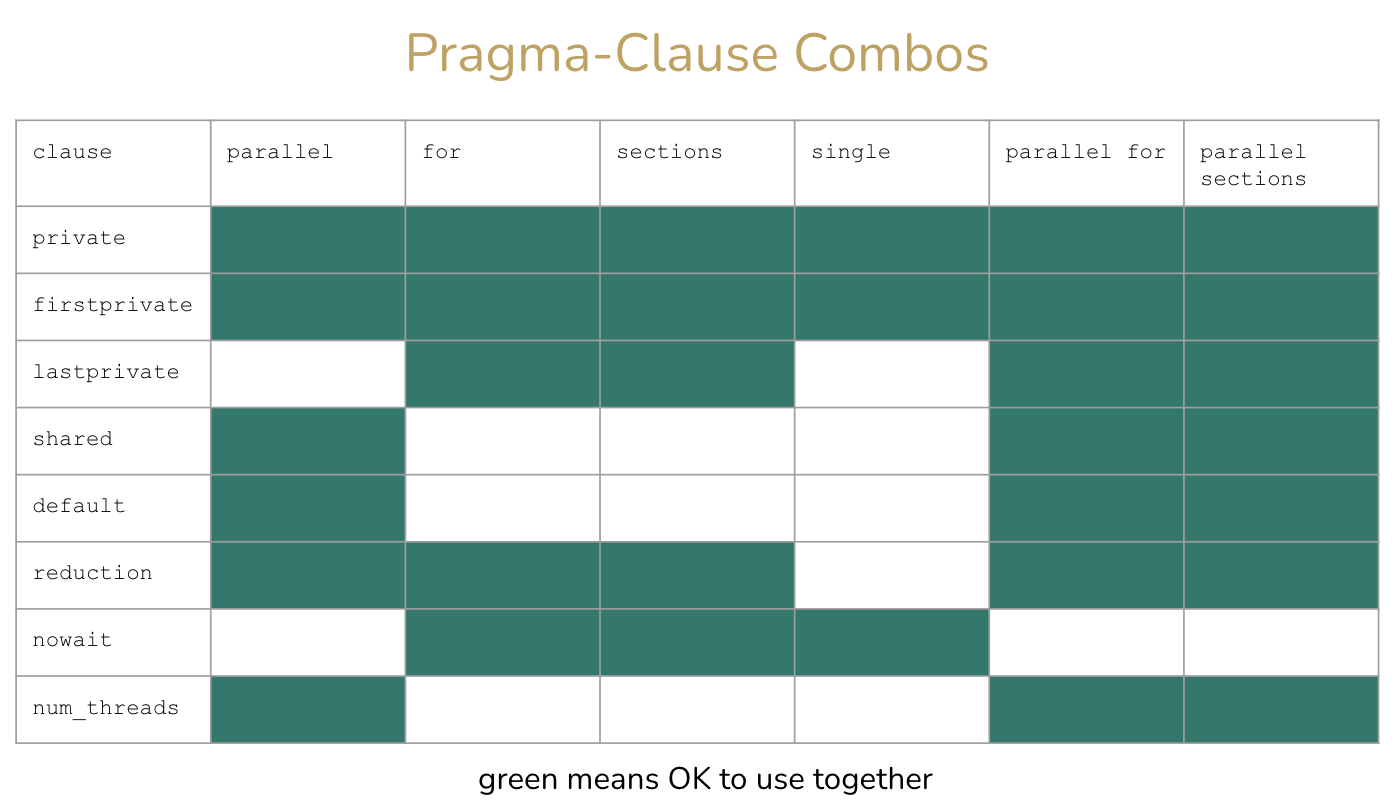 Pragma-Clause Combos
clause parallel for sections single parallel for parallel
sections
private
firstprivate
lastprivate
shared
default
reduction
nowait
num_threads
green means OK to use together